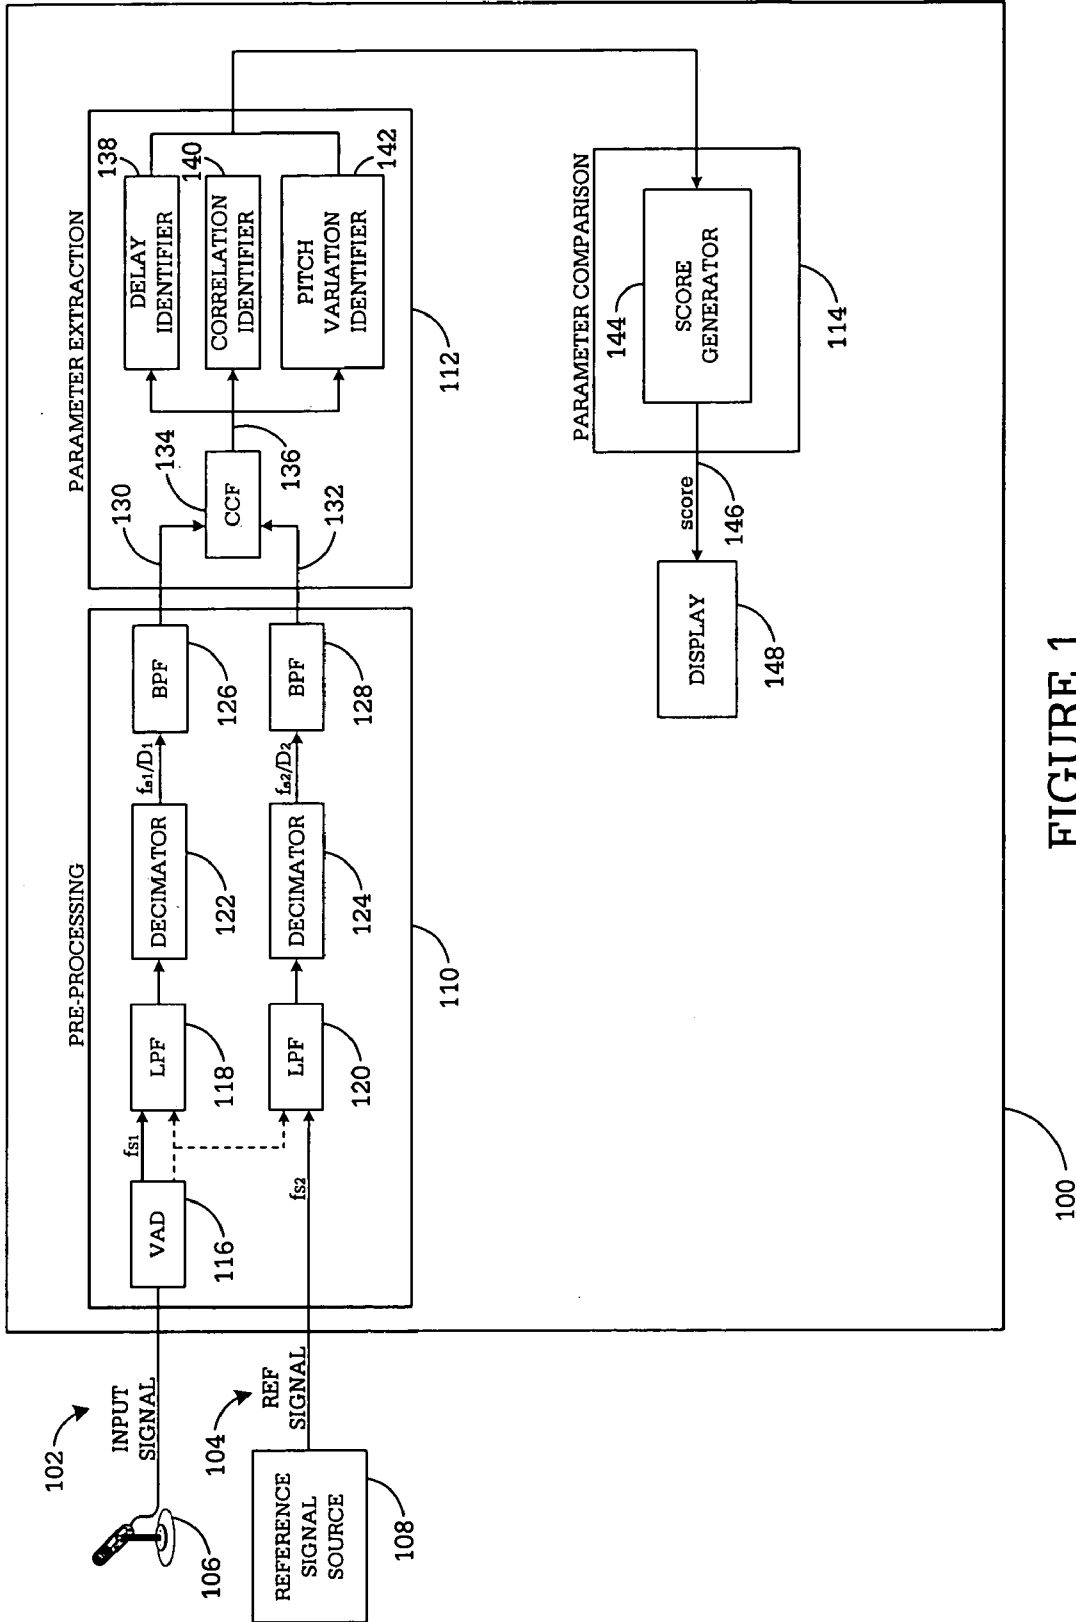 PRE-PROCESSING
PARAMETER EXTRACTION
102
INPUT
SIGNAL
106
VAD
116
fS1
LPF
118
DECIMATOR
122
fs1/D1
BPF
126
130
104
REF
SIGNAL
REFERENCE
SIGNAL
SOURCE
108
fS2
LPF
120
DECIMATOR
124
fs2/D2
BPF
128
132
110
CCF
134
136
DELAY
IDENTIFIER
138
CORRELATION
IDENTIFIER
140
PITCH
VARIATION
IDENTIFIER
142
112
PARAMETER COMPARISON
144
SCORE
GENERATOR
114
score
146
DISPLAY
148
100
FIGURE 1